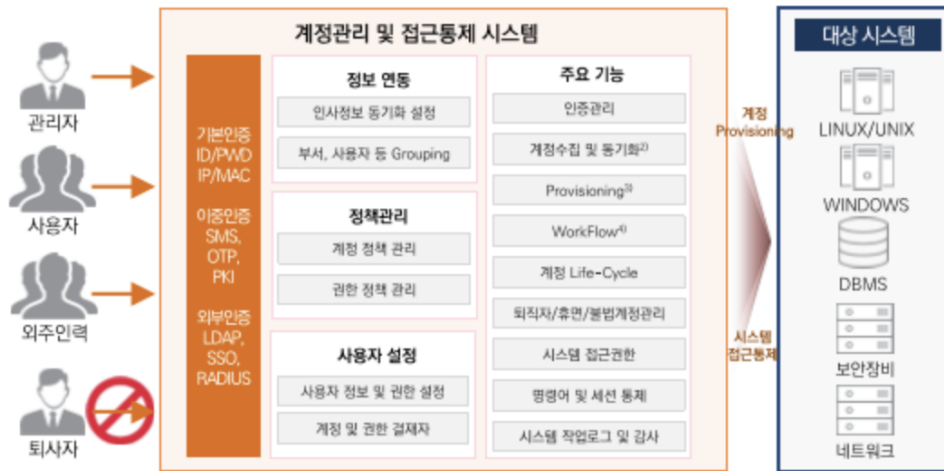 계정관리 및 접근통제 시스템
관리자
사용자
외주인력
퇴사자
기본인증
ID/PWD
IP/MAC
이중인증
SMS,
OTP,
PKI
외부인증
LDAP,
SSO,
RADIUS
정보 연동
인사정보 동기화 설정
부서, 사용자 등 Grouping
정책관리
계정 정책 관리
권한 정책 관리
사용자 설정
사용자 정보 및 권한 설정
계정 및 권한 결재자
주요 기능
인증관리
계정수집 및 동기화2)
Provisioning3)
WorkFlow4)
계정 Life-Cycle
퇴직자/휴면/불법계정관리
시스템 접근권한
명령어 및 세션 통제
시스템 작업로그 및 감사
계정
Provisioning
시스템
접근통제
대상 시스템
LINUX/UNIX
WINDOWS
DBMS
보안장비
네트워크